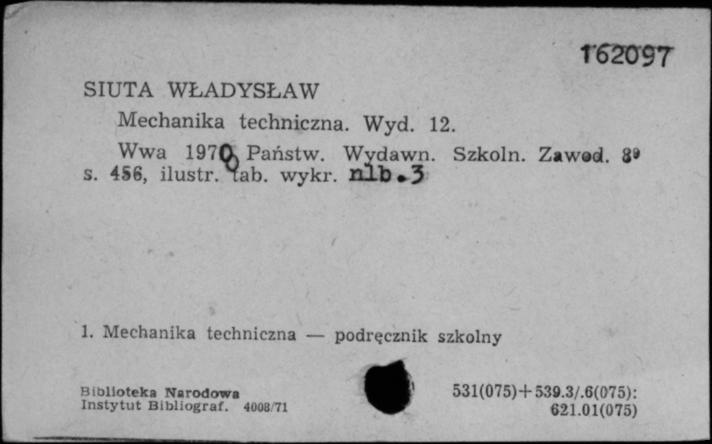 162097
SIUTA WŁADYSŁAW
Mechanika techniczna. Wyd. 12.
Wwa 1970 Państw. Wydawn. Szkoln. Zawod. 8°
s. 456, ilustr. tab. wykr. nlb.3
1. Mechanika techniczna — podręcznik szkolny
Biblioteka Narodowa
Instytut Bibliograf. 4008/71
531(075)+539.3/.6(075):
621.01(075)